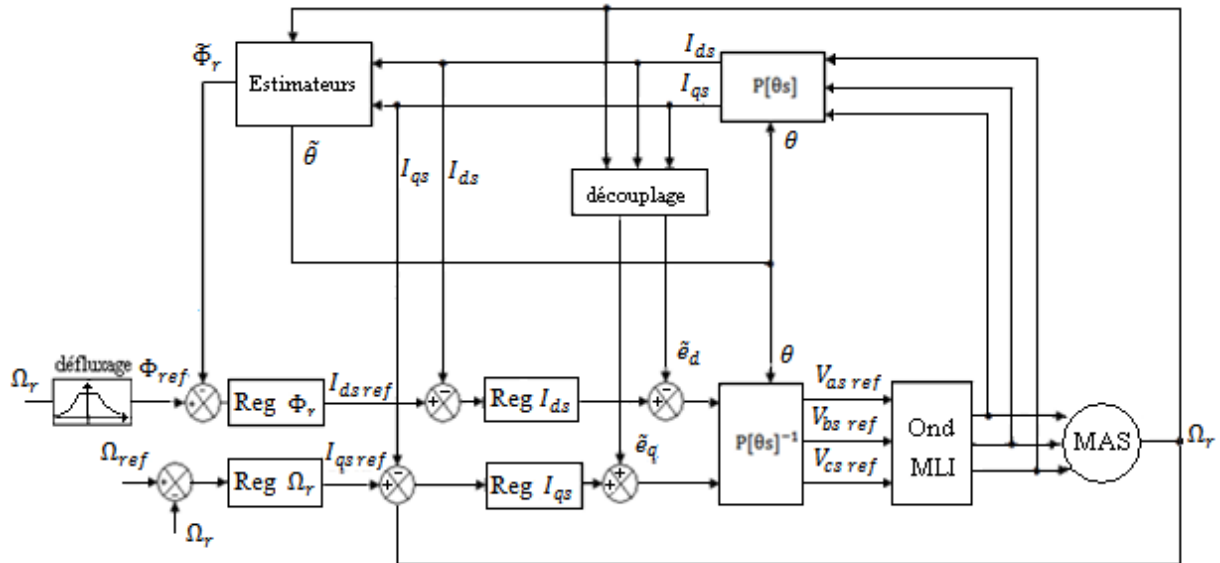 Φ̃r
Estimateurs
Ids
Iqs
P[θs]
θ̃
Iqs
Ids
θ
découplage
ẽd
θ
défluxage
Ωr
Φref
Reg Φr
Ids ref
Reg Ids
Vas ref
Vbs ref
Vcs ref
P[θs]⁻¹
Ond
MLI
MAS
Ωr
Ωref
Reg Ωr
Iqs ref
Reg Iqs
ẽq
Ωr